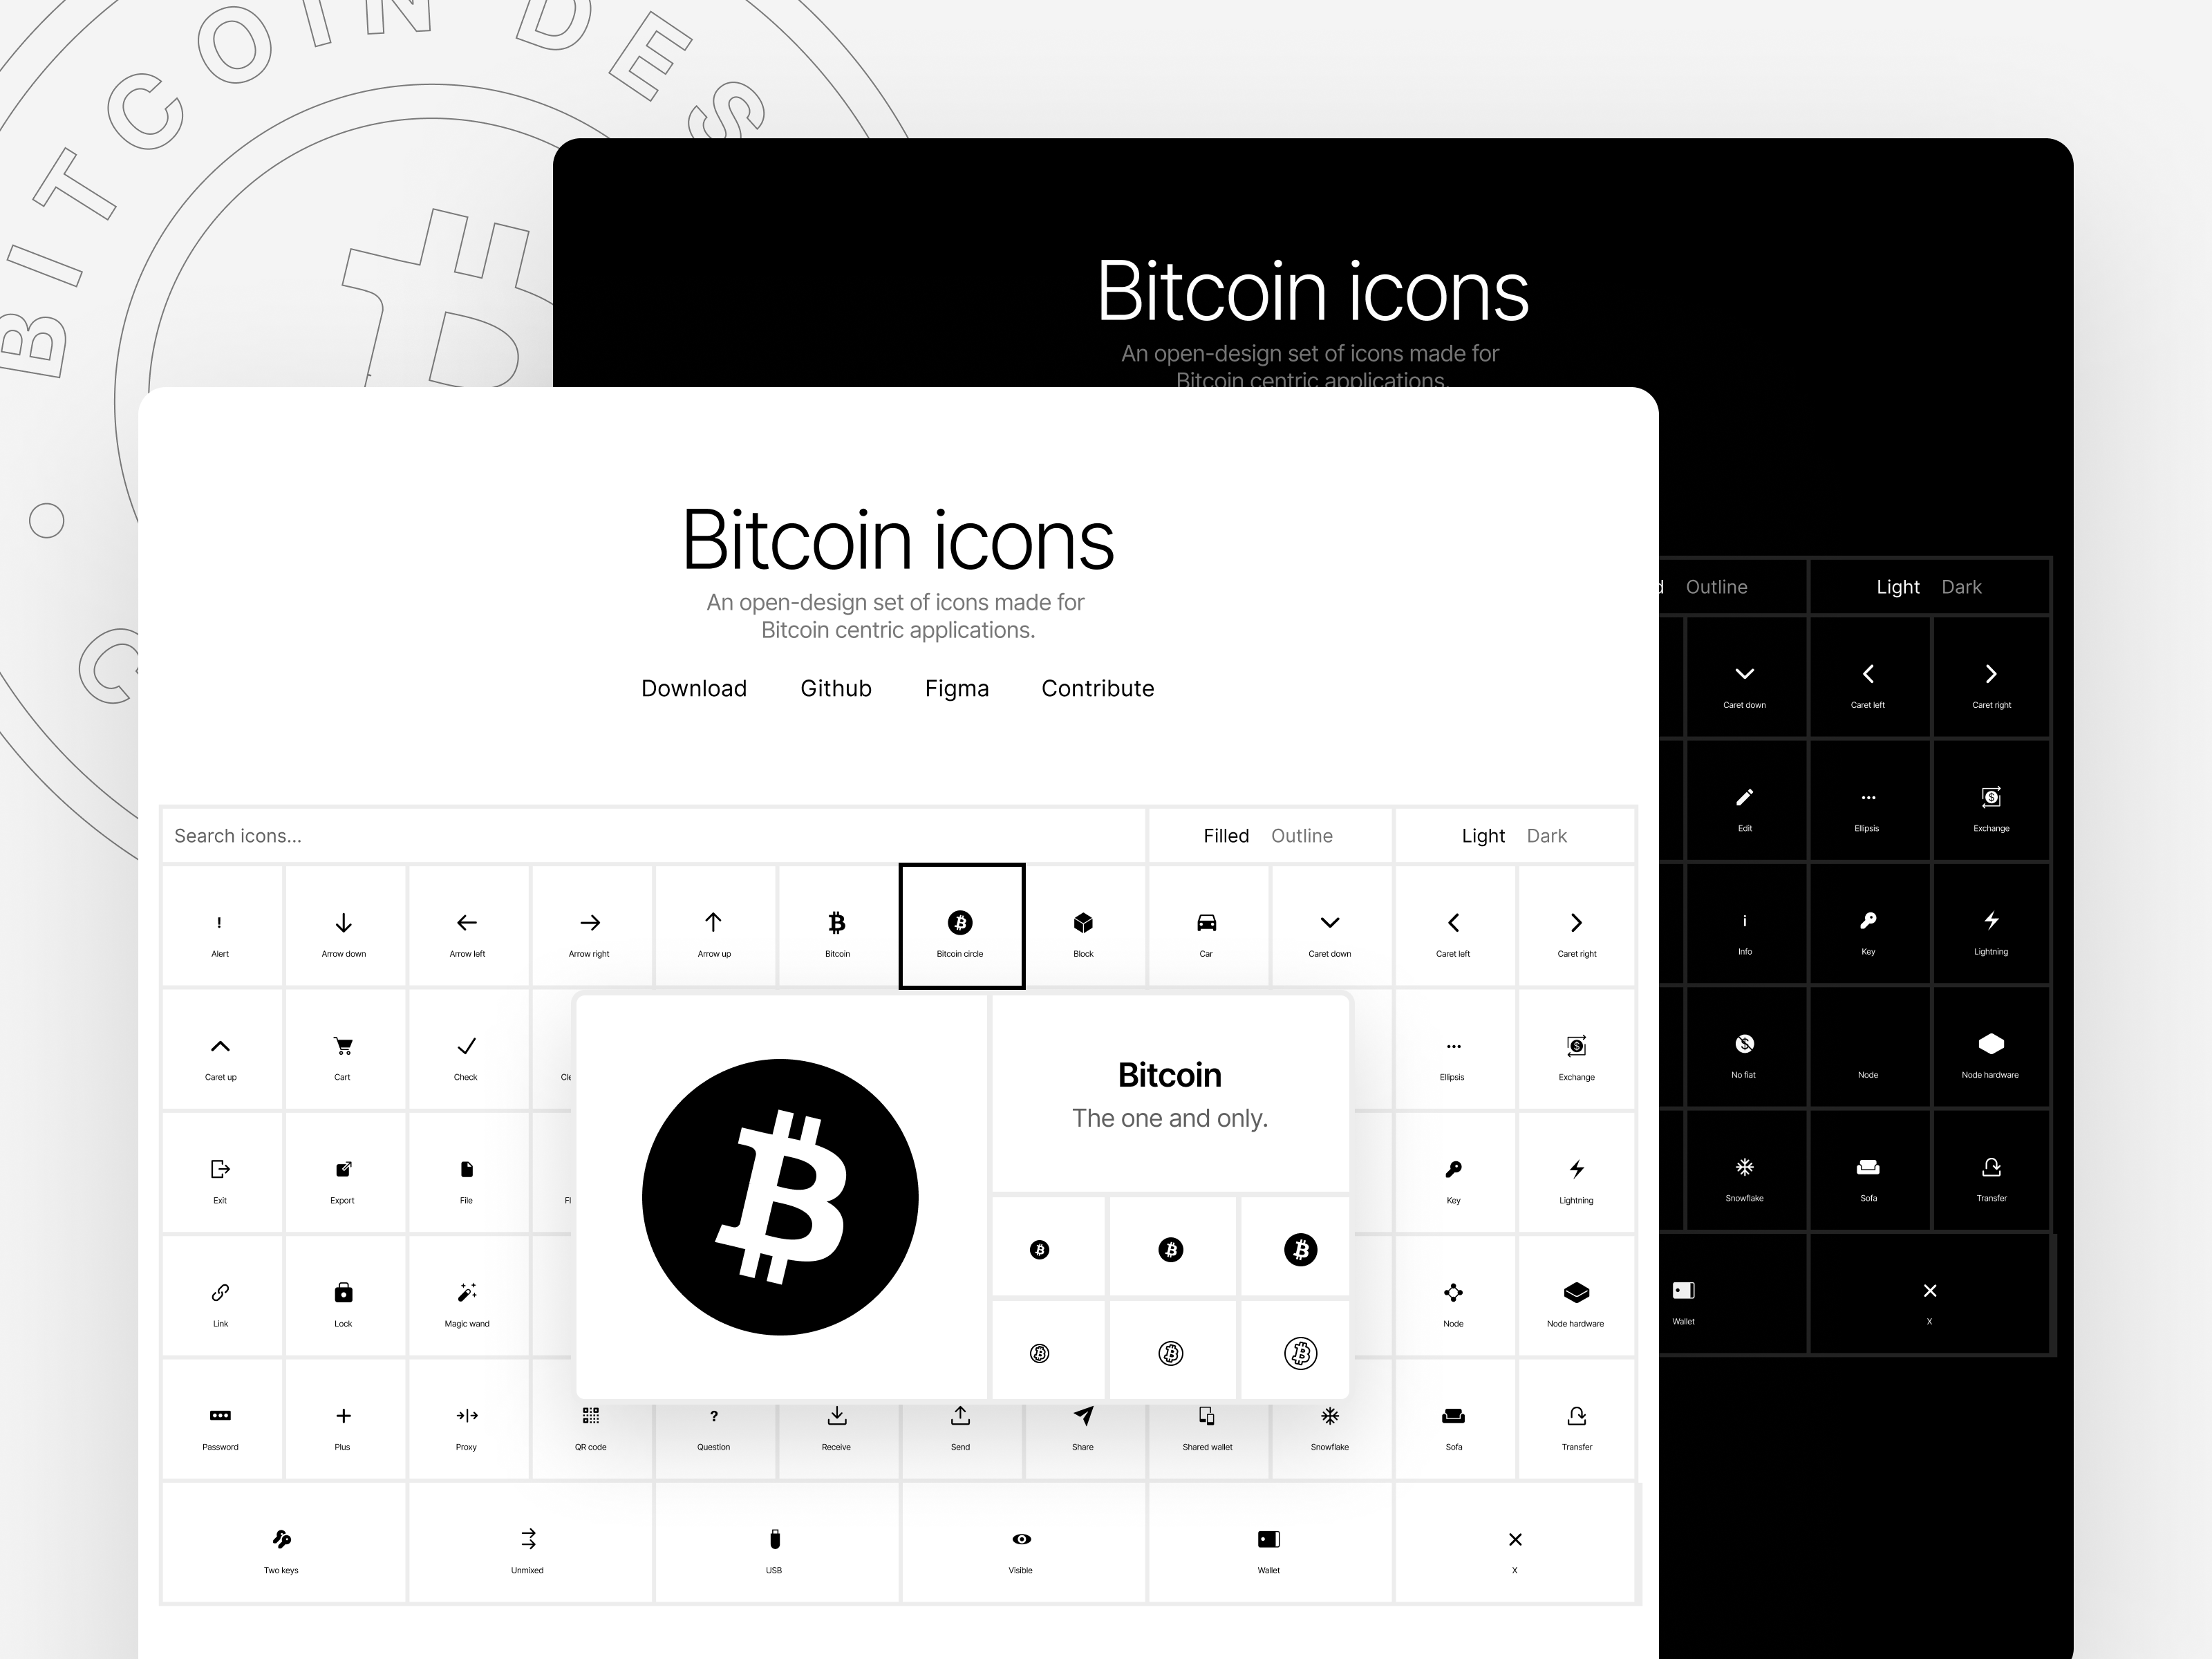 BITCOIN DES
Bitcoin icons
An open-design set of icons made for
Bitcoin centric applications.
Outline Light Dark
Caret down Caret left Caret right
Edit Ellipsis Exchange
Info Key Lightning
No fiat Node Node hardware
Snowflake Sofa Transfer
Wallet X
Bitcoin icons
An open-design set of icons made for
Bitcoin centric applications.
Download Github Figma Contribute
Search icons... Filled Outline Light Dark
Alert Arrow down Arrow left Arrow right Arrow up Bitcoin Bitcoin circle Block Car Caret down Caret left Caret right
Caret up Cart Check Ellipsis Exchange
Exit Export File Key Lightning
Link Lock Magic wand Node Node hardware
Bitcoin
The one and only.
Password Plus Proxy QR code Question Receive Send Share Shared wallet Snowflake Sofa Transfer
Two keys Unmixed USB Visible Wallet X